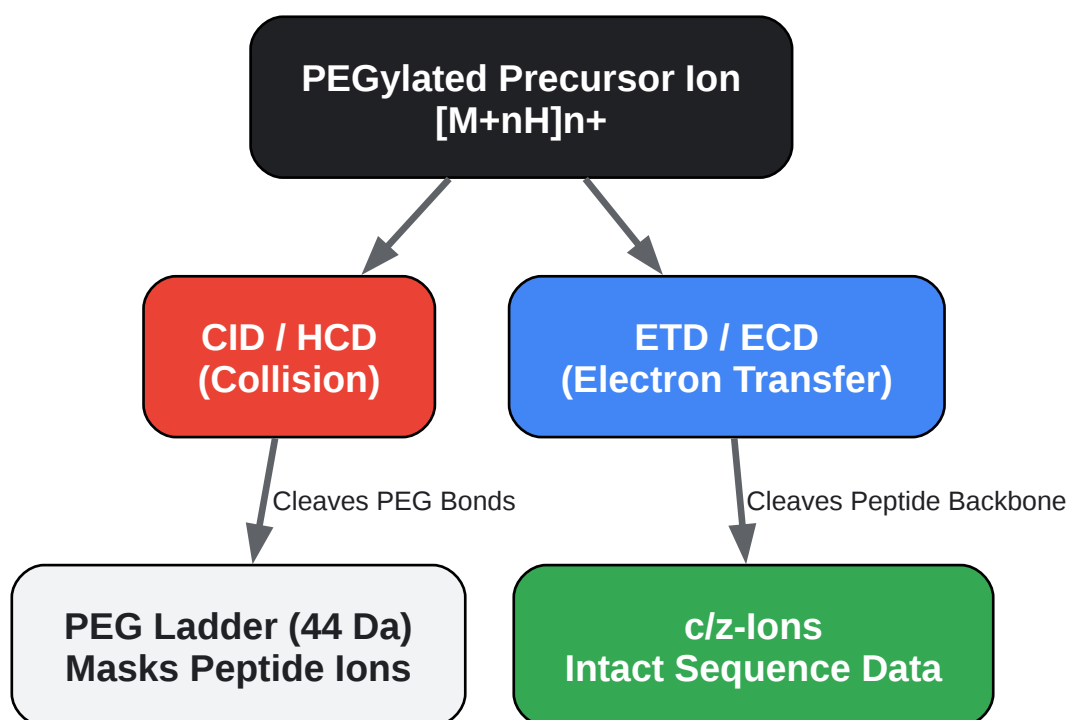 PEGylated Precursor Ion
[M+nH]n+
CID / HCD
(Collision)
ETD / ECD
(Electron Transfer)
Cleaves PEG Bonds
Cleaves Peptide Backbone
PEG Ladder (44 Da)
Masks Peptide Ions
c/z-Ions
Intact Sequence Data